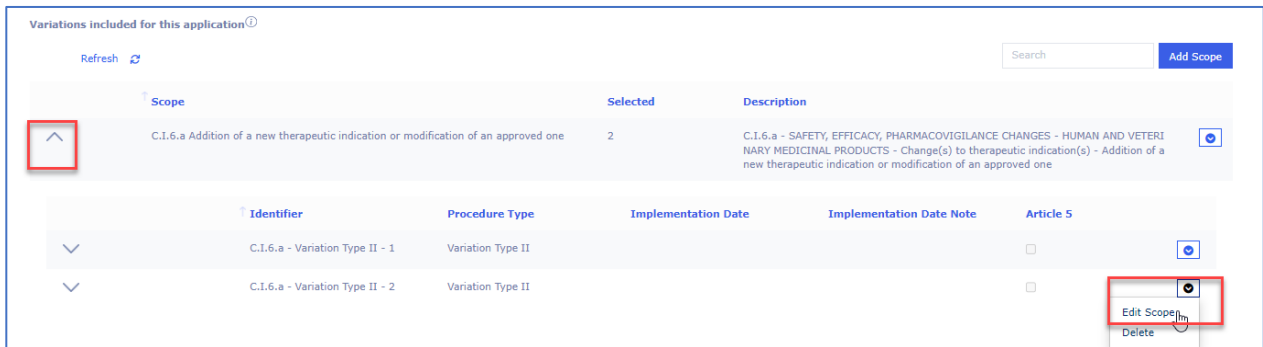 Variations included for this application
Refresh
Search
Add Scope
Scope
Selected
Description
C.I.6.a Addition of a new therapeutic indication or modification of an approved one
2
C.I.6.a - SAFETY, EFFICACY, PHARMACOVIGILANCE CHANGES - HUMAN AND VETERI
NARY MEDICINAL PRODUCTS - Change(s) to therapeutic indication(s) - Addition of a
new therapeutic indication or modification of an approved one
Identifier
Procedure Type
Implementation Date
Implementation Date Note
Article 5
C.I.6.a - Variation Type II - 1
Variation Type II
C.I.6.a - Variation Type II - 2
Variation Type II
Edit Scope
Delete